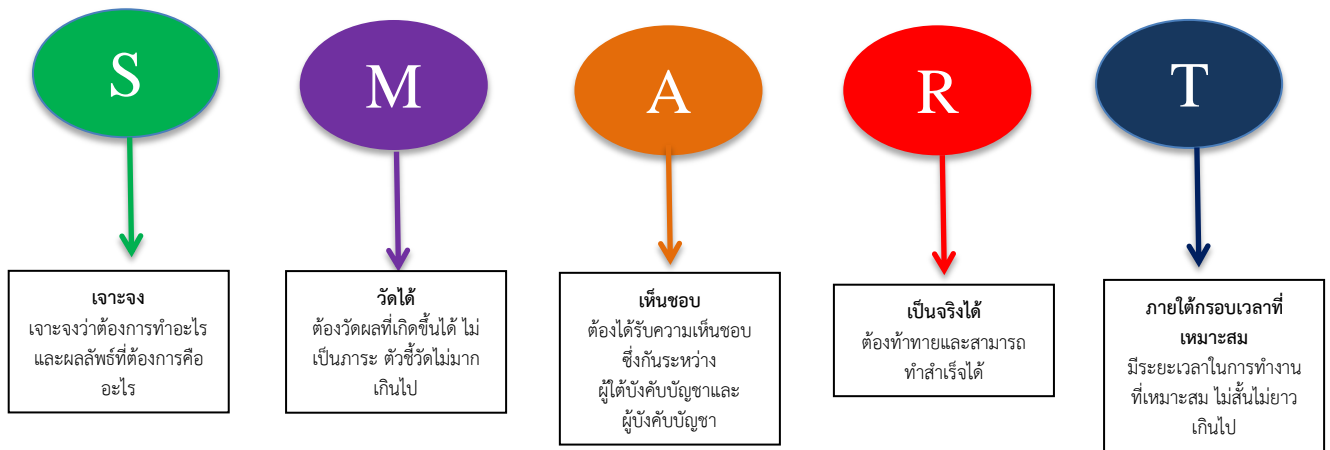 S
M
A
R
T
เจาะจง
เจาะจงว่าต้องการทำอะไร
และผลลัพธ์ที่ต้องการคือ
อะไร
วัดได้
ต้องวัดผลที่เกิดขึ้นได้ ไม่
เป็นภาระ ตัวชี้วัดไม่มาก
เกินไป
เห็นชอบ
ต้องได้รับความเห็นชอบ
ซึ่งกันระหว่าง
ผู้ใต้บังคับบัญชาและ
ผู้บังคับบัญชา
เป็นจริงได้
ต้องท้าทายและสามารถ
ทำสำเร็จได้
ภายใต้กรอบเวลาที่
เหมาะสม
มีระยะเวลาในการทำงาน
ที่เหมาะสม ไม่สั้นไม่ยาว
เกินไป